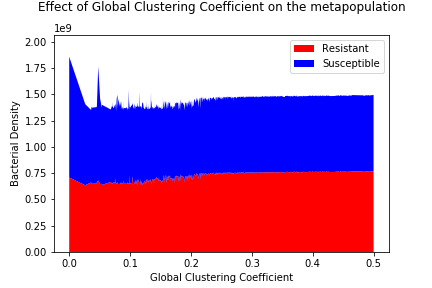 Effect of Global Clustering Coefficient on the metapopulation
1e9
2.00
1.75
1.50
1.25
1.00
0.75
0.50
0.25
0.00
Bacterial Density
Resistant
Susceptible
0.0 0.1 0.2 0.3 0.4 0.5
Global Clustering Coefficient